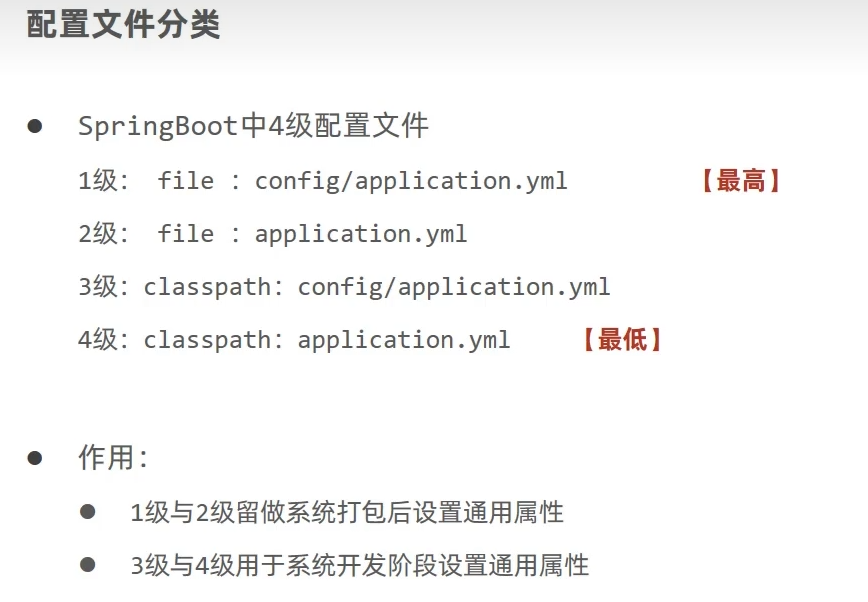 配置文件分类
● SpringBoot中4级配置文件
1级： file ：config/application.yml 【最高】
2级： file ：application.yml
3级：classpath：config/application.yml
4级：classpath：application.yml 【最低】
● 作用：
● 1级与2级留做系统打包后设置通用属性
● 3级与4级用于系统开发阶段设置通用属性